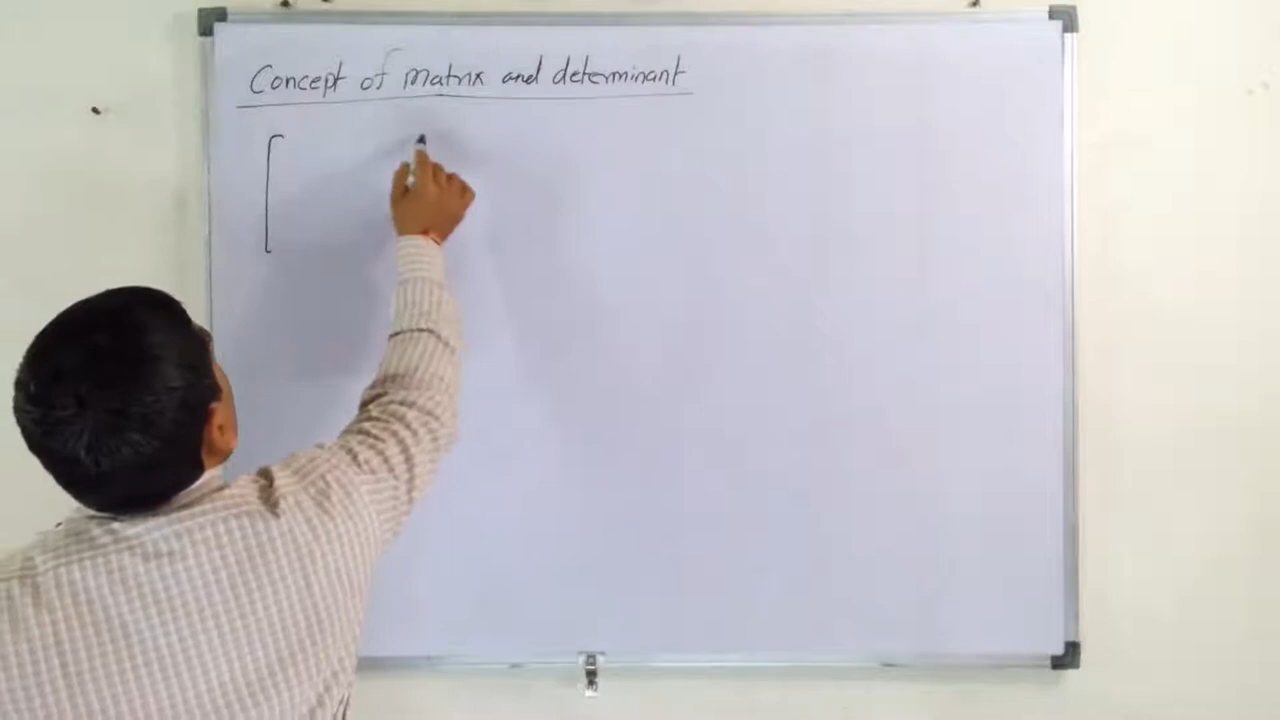 Concept of matrix and determinant
[